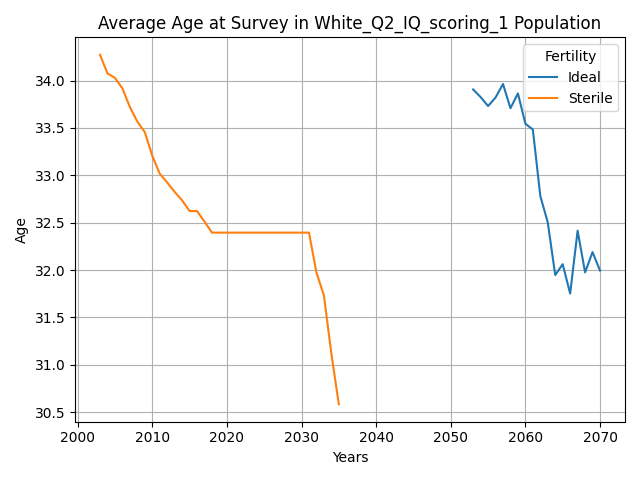 Average Age at Survey in White_Q2_IQ_scoring_1 Population
Fertility
Ideal
Sterile
34.0
33.5
33.0
32.5
32.0
31.5
31.0
30.5
Age
2000 2010 2020 2030 2040 2050 2060 2070
Years